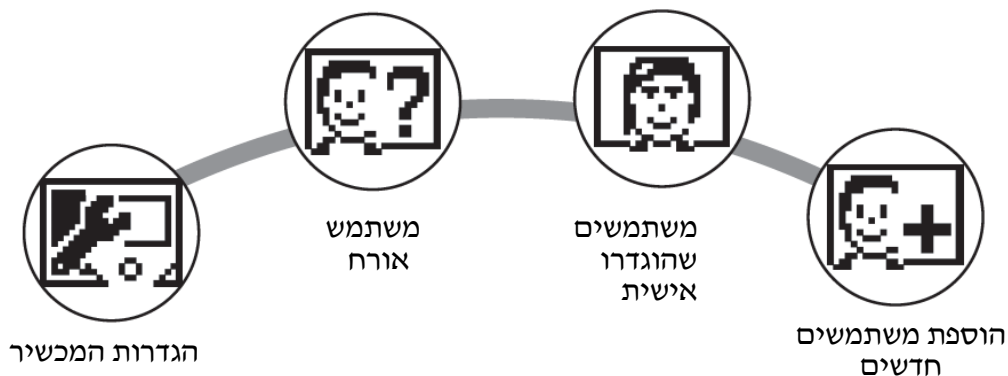 הוספת משתמשים
חדשים
משתמשים
שהוגדרו
אישית
משתמש
אורח
הגדרות המכשיר